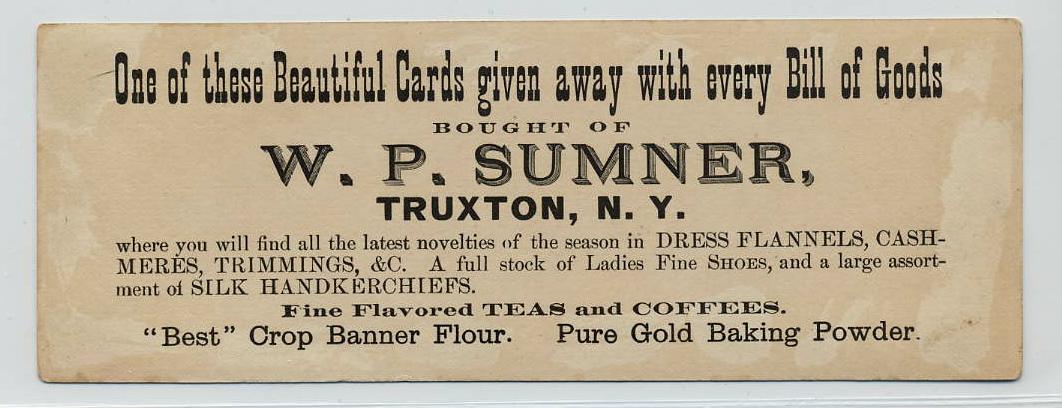 One of these Beautiful Cards given away with every Bill of Goods
BOUGHT OF
W. P. SUMNER,
TRUXTON, N. Y.
where you will find all the latest novelties of the season in DRESS FLANNELS, CASH-
MERES, TRIMMINGS, &C. A full stock of Ladies Fine SHOES, and a large assort-
ment of SILK HANDKERCHIEFS.
Fine Flavored TEAS and COFFEES.
"Best" Crop Banner Flour. Pure Gold Baking Powder.